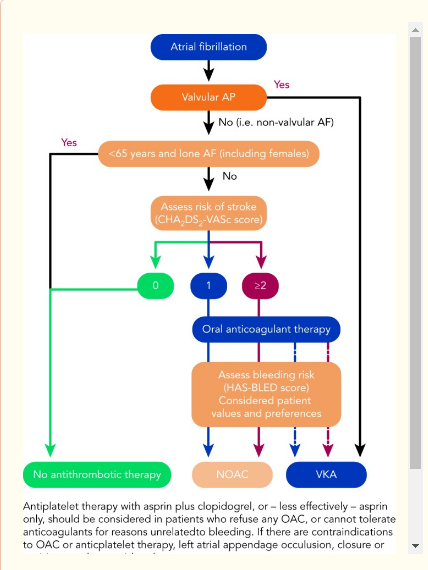 Atrial fibrillation
Yes
Valvular AP
No (i.e. non-valvular AF)
Yes
<65 years and lone AF (including females)
No
Assess risk of stroke
(CHA₂DS₂-VASc score)
0
1
≥2
Oral anticoagulant therapy
Assess bleeding risk
(HAS-BLED score)
Considered patient
values and preferences
No antithrombotic therapy
NOAC
VKA
Antiplatelet therapy with asprin plus clopidogrel, or – less effectively – asprin
only, should be considered in patients who refuse any OAC, or cannot tolerate
anticoagulants for reasons unrelatedto bleeding. If there are contraindications
to OAC or anticplatelet therapy, left atrial appendage occulusion, closure or